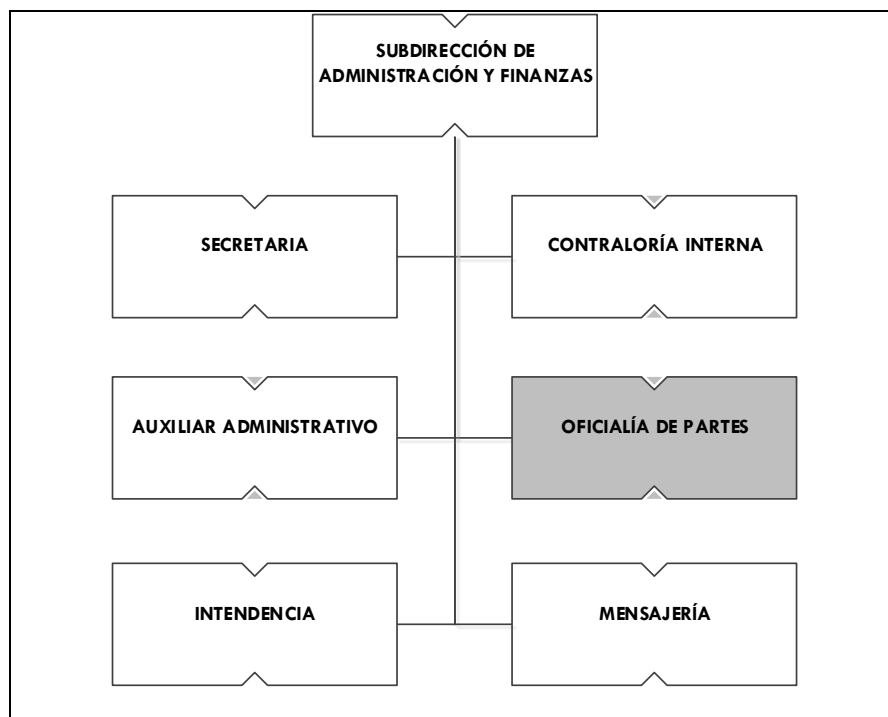 SUBDIRECCIÓN DE
ADMINISTRACIÓN Y FINANZAS
SECRETARIA
CONTRALORÍA INTERNA
AUXILIAR ADMINISTRATIVO
OFICIALÍA DE PARTES
INTENDENCIA
MENSAJERÍA